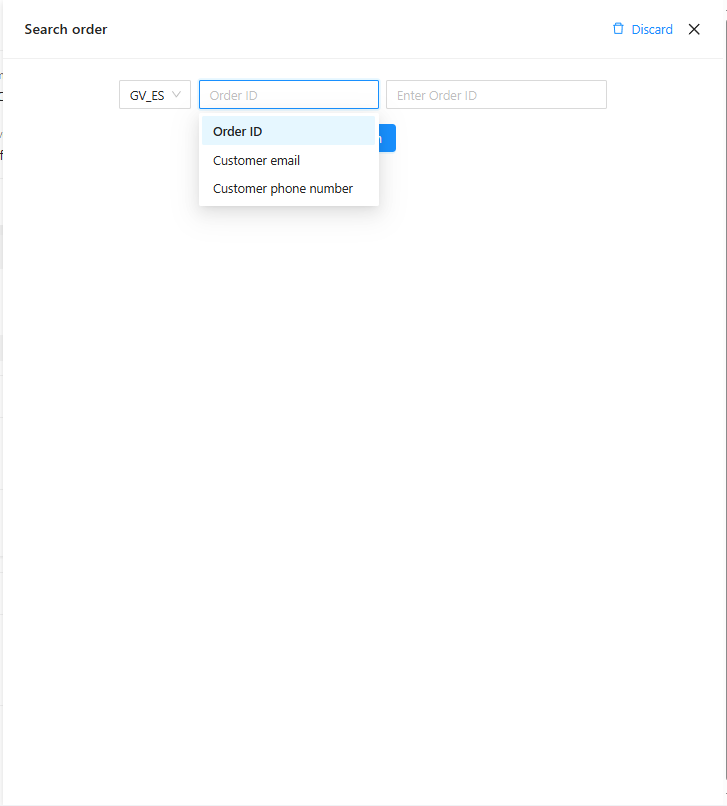 Search order
Discard
GV_ES
Order ID
Enter Order ID
Order ID
Customer email
Customer phone number